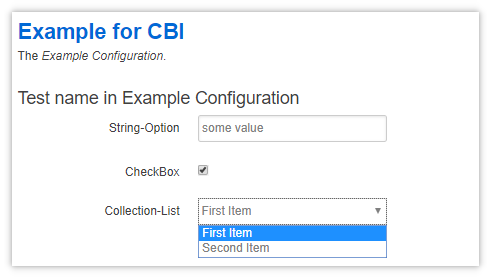 Example for CBI
The Example Configuration.
Test name in Example Configuration
String-Option some value
CheckBox
Collection-List First Item
First Item
Second Item